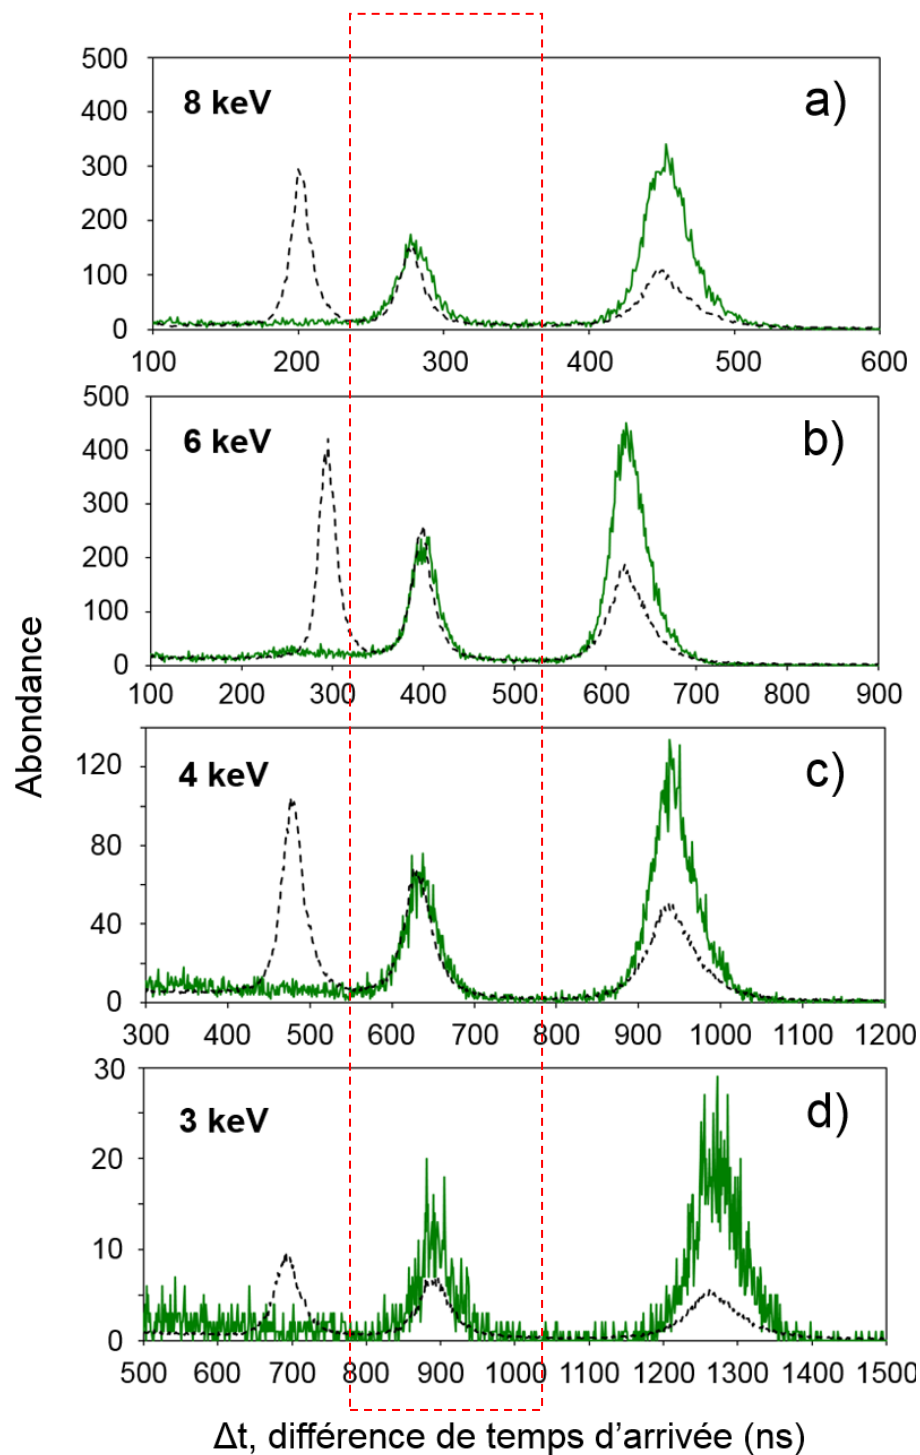 500
400
300
200
100
0
8 keV
a)
100 200 300 400 500 600
500
400
300
200
100
0
6 keV
b)
100 200 300 400 500 600 700 800 900
Abondance
120
80
40
0
4 keV
c)
300 400 500 600 700 800 900 1000 1100 1200
30
20
10
0
3 keV
d)
500 600 700 800 900 1000 1100 1200 1300 1400 1500
Δt, différence de temps d’arrivée (ns)